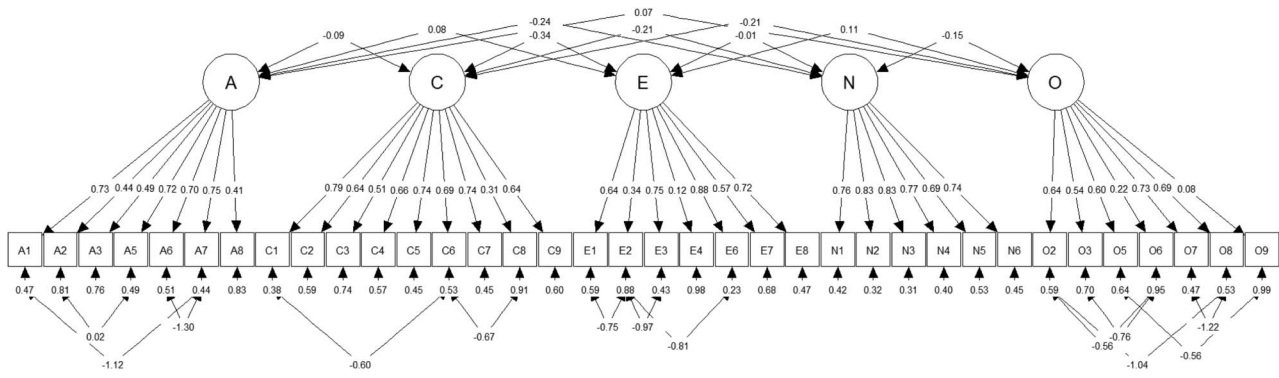 0.07
-0.24 -0.21 -0.21
-0.09 0.08 -0.34 -0.01 0.11 -0.15
A C E N O
0.73 0.44 0.49 0.72 0.70 0.75 0.41 0.79 0.64 0.51 0.66 0.74 0.69 0.74 0.31 0.64 0.64 0.34 0.75 0.12 0.88 0.57 0.72 0.76 0.83 0.83 0.77 0.69 0.74 0.64 0.54 0.60 0.22 0.73 0.69 0.08
A1 A2 A3 A5 A6 A7 A8 C1 C2 C3 C4 C5 C6 C7 C8 C9 E1 E2 E3 E4 E6 E7 E8 N1 N2 N3 N4 N5 N6 O2 O3 O5 O6 O7 O8 O9
0.47 0.81 0.76 0.49 0.51 0.44 0.83 0.38 0.59 0.74 0.57 0.45 0.53 0.45 0.91 0.60 0.59 0.88 0.43 0.98 0.23 0.68 0.47 0.42 0.32 0.31 0.40 0.53 0.45 0.59 0.70 0.64 0.95 0.47 0.53 0.99
0.02 -1.30 -0.67 -0.75 -0.97 -0.81 -0.56 -0.76 -1.22
-1.12 -0.60 -1.04 -0.56